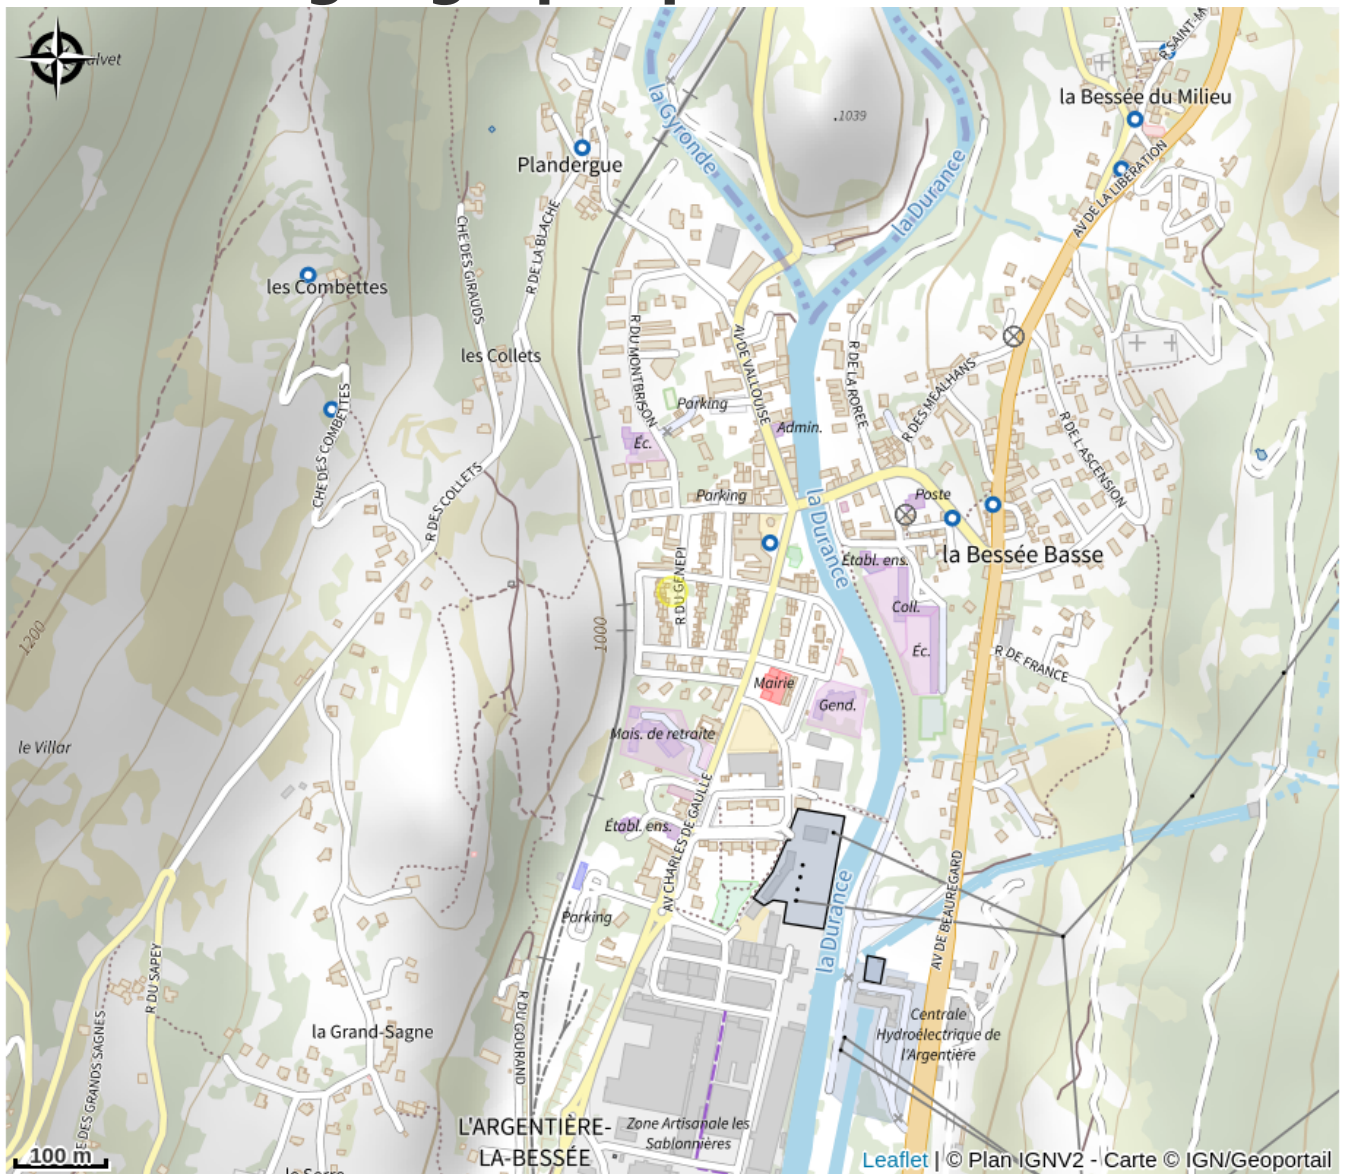 alvet
R SAINT-M
la Bessée du Milieu
.1039
la Gyronde
Plandergue
AV DE LA LIBERATION
la Durance
CHE DES GIRAUDS
R DE LA BLACHE
les Combettes
R DU MONTBRISON
AV DE VALLOUISE
R DE LA ROREE
les Collets
R DES MEALHANS
CHE DES COMBETTES
Parking
Admin.
Éc.
R DE L'ASCENSION
R DES COLLETS
Parking
Poste
la Durance
la Bessée Basse
Établ. ens.
R DU GENEPI
Coll.
1200
1000
Éc.
R DE FRANCE
Mairie
Gend.
le Villar
Mais. de retraite
AV CHARLES DE GAULLE
Établ. ens.
Parking
la Durance
AV DE BEAUREGARD
R DU SAPEY
E DES GRANDS SAGNES
la Grand-Sagne
R DU GOURAND
Centrale
Hydroélectrique de
l'Argentière
L'ARGENTIÈRE-
LA-BESSÉE
Zone Artisanale les
Sablonnières
100 m
Leaflet | © Plan IGNV2 - Carte © IGN/Geoportail